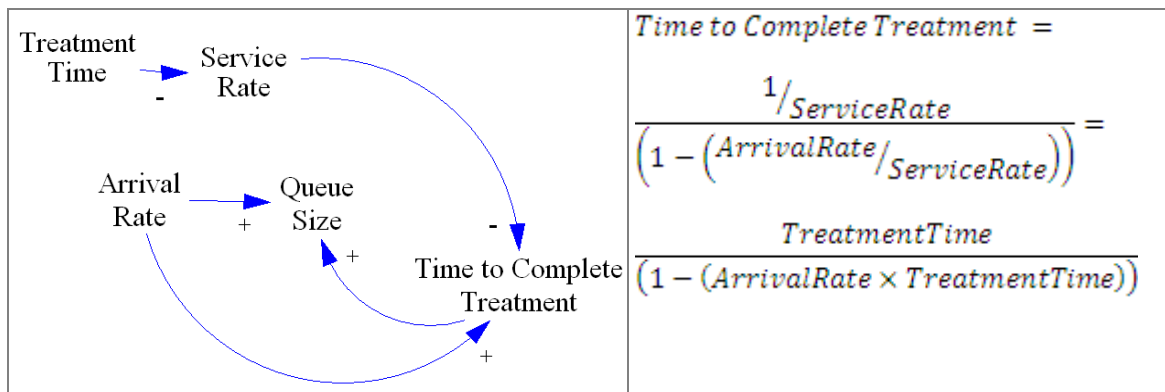 Treatment
Time
-
Service
Rate
Arrival
Rate
+
Queue
Size
+
-
Time to Complete
Treatment
+
Time to Complete Treatment =
1/ServiceRate
(1 − (ArrivalRate/ServiceRate)) =
TreatmentTime
(1 − (ArrivalRate × TreatmentTime))